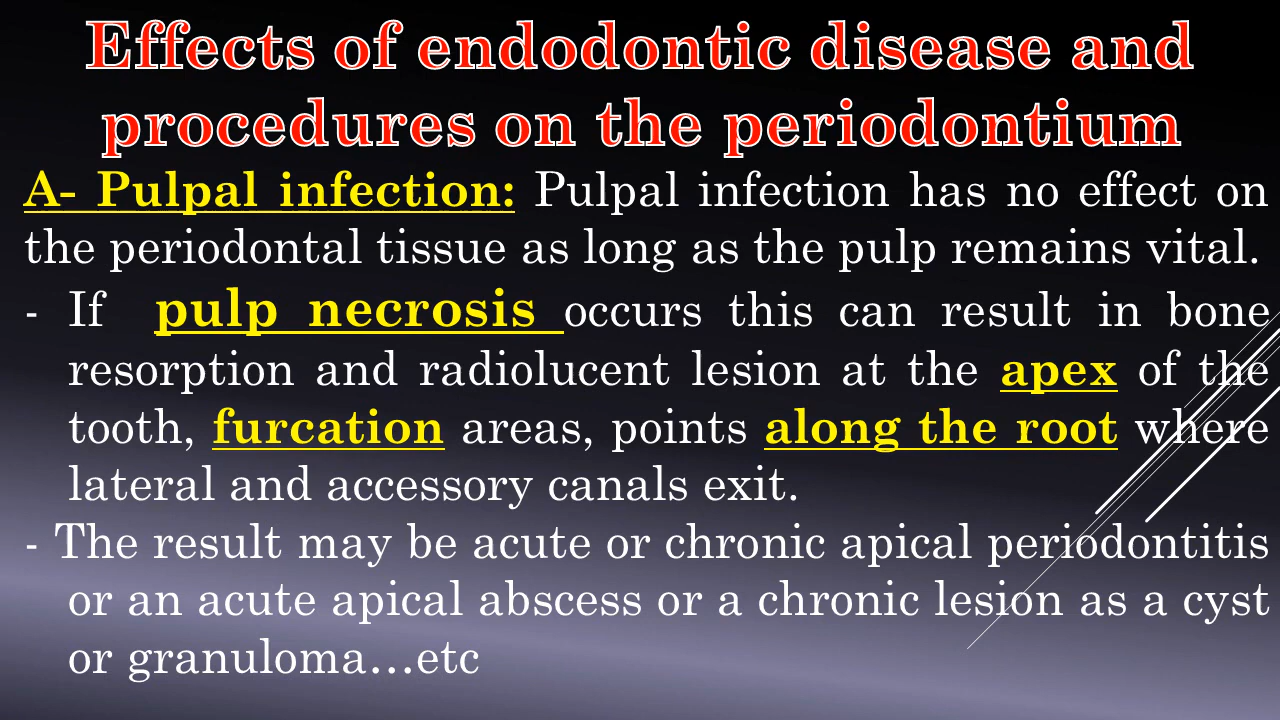 Effects of endodontic disease and
procedures on the periodontium
A- Pulpal infection: Pulpal infection has no effect on
the periodontal tissue as long as the pulp remains vital.
- If pulp necrosis occurs this can result in bone
resorption and radiolucent lesion at the apex of the
tooth, furcation areas, points along the root where
lateral and accessory canals exit.
- The result may be acute or chronic apical periodontitis
or an acute apical abscess or a chronic lesion as a cyst
or granuloma…etc